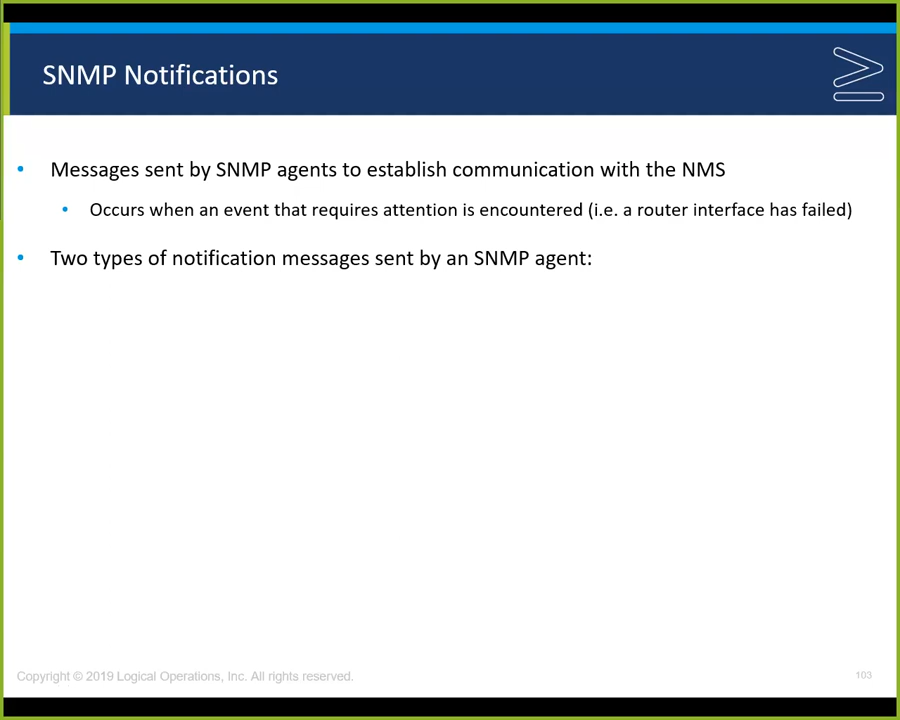 SNMP Notifications
• Messages sent by SNMP agents to establish communication with the NMS
• Occurs when an event that requires attention is encountered (i.e. a router interface has failed)
• Two types of notification messages sent by an SNMP agent:
Copyright © 2019 Logical Operations, Inc. All rights reserved.
103